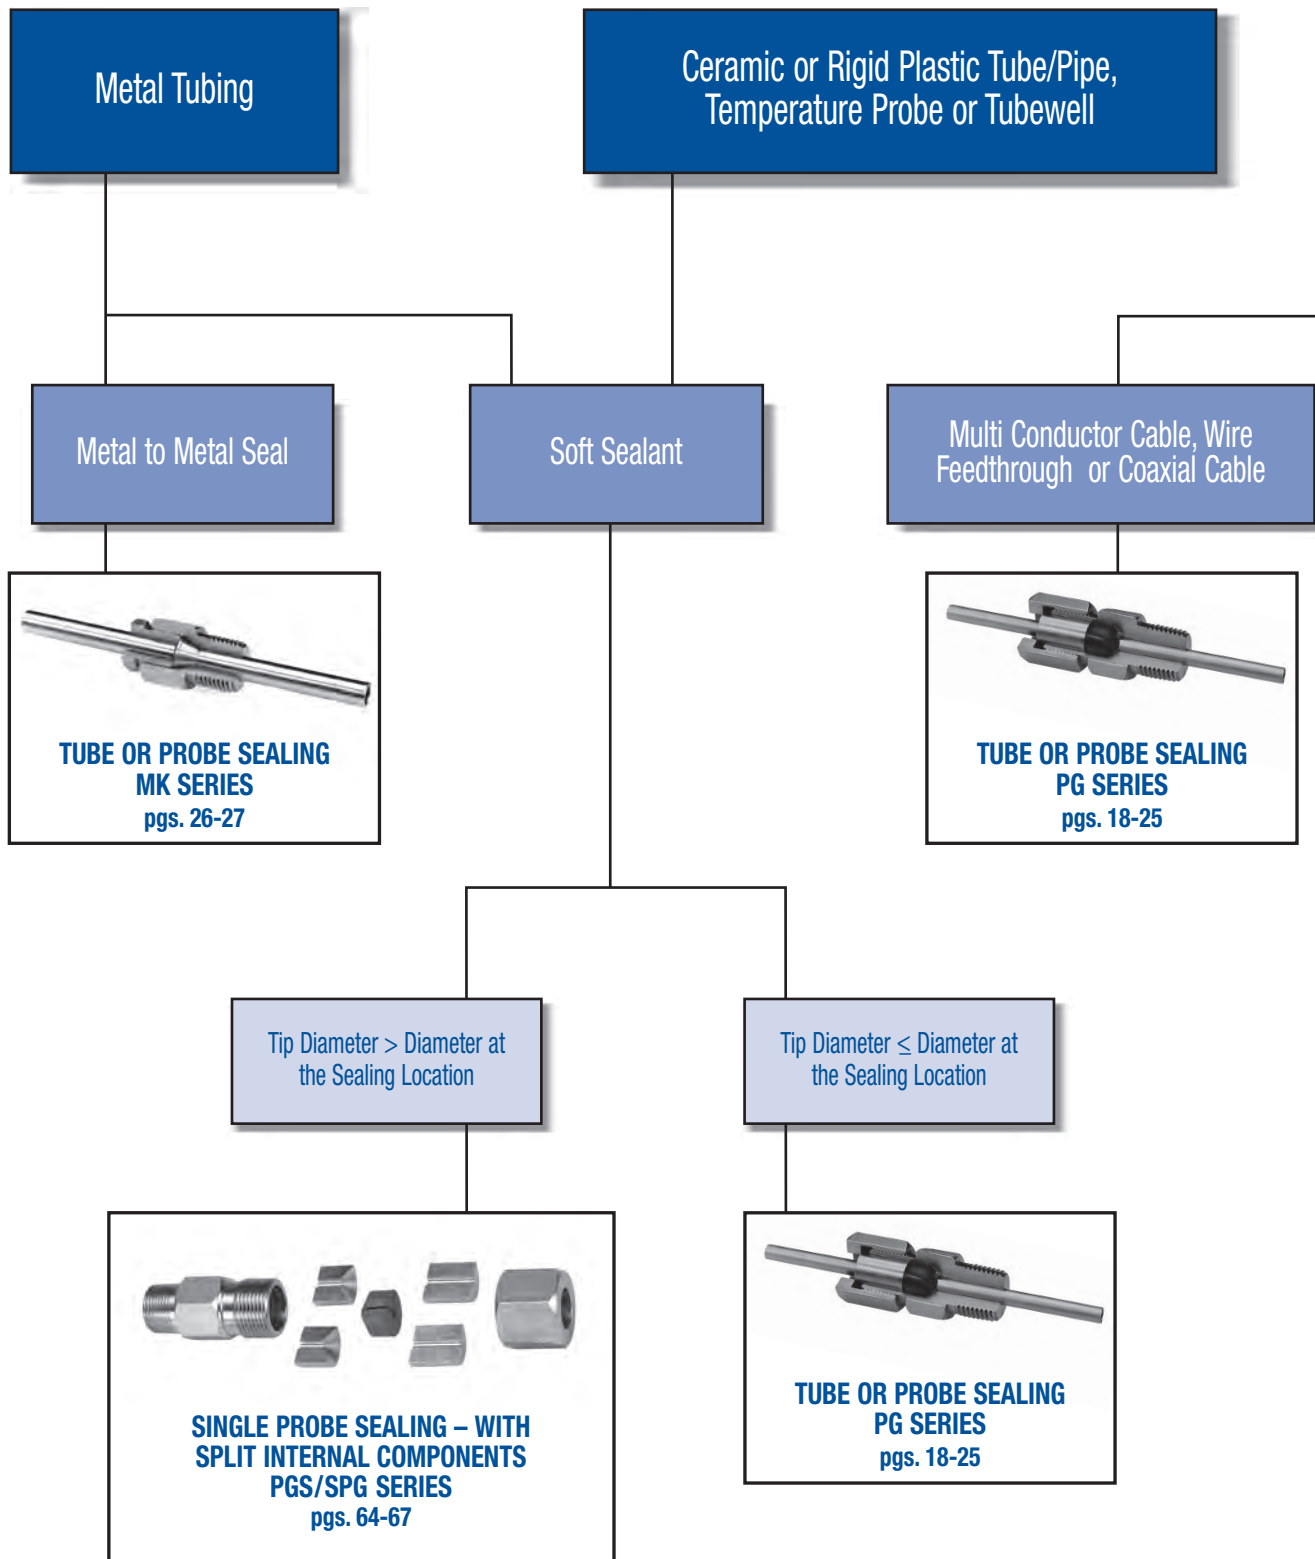 Metal Tubing
Ceramic or Rigid Plastic Tube/Pipe,
Temperature Probe or Tubewell
Metal to Metal Seal
Soft Sealant
Multi Conductor Cable, Wire
Feedthrough or Coaxial Cable
TUBE OR PROBE SEALING
MK SERIES
pgs. 26-27
TUBE OR PROBE SEALING
PG SERIES
pgs. 18-25
Tip Diameter > Diameter at
the Sealing Location
Tip Diameter ≤ Diameter at
the Sealing Location
SINGLE PROBE SEALING – WITH
SPLIT INTERNAL COMPONENTS
PGS/SPG SERIES
pgs. 64-67
TUBE OR PROBE SEALING
PG SERIES
pgs. 18-25